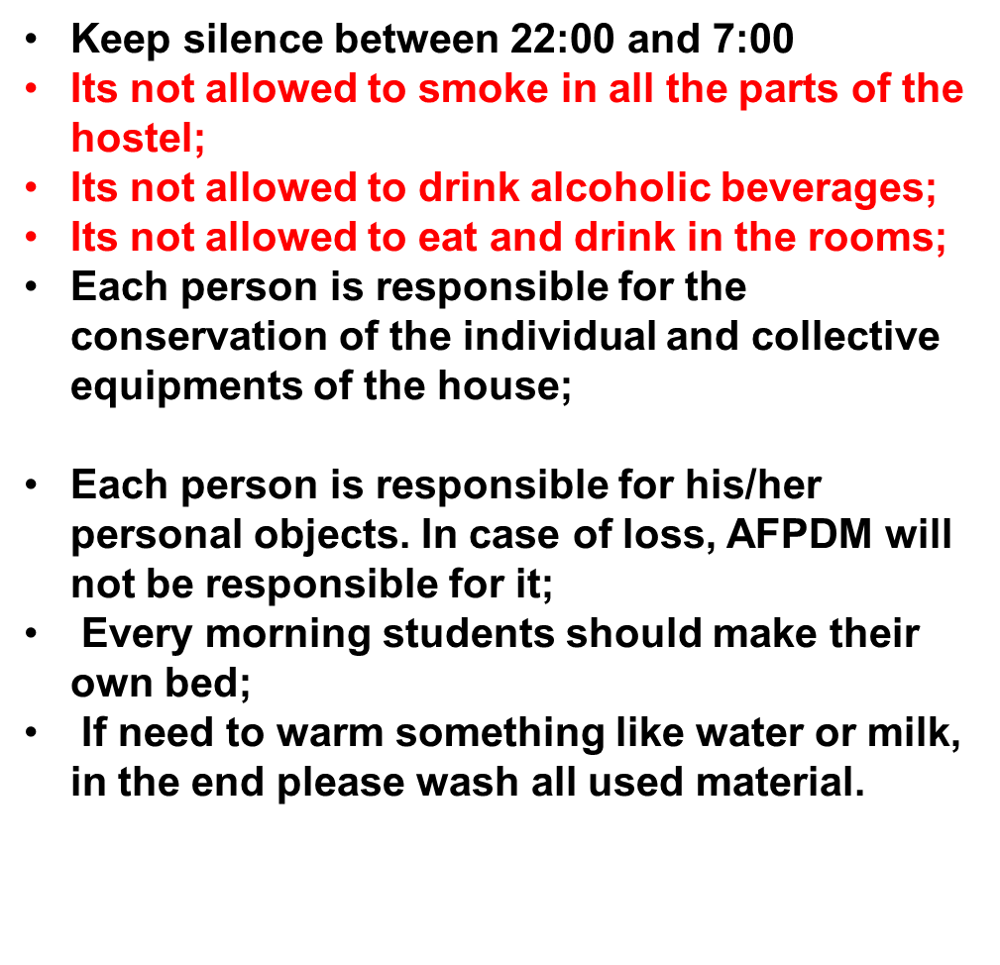 • Keep silence between 22:00 and 7:00
• Its not allowed to smoke in all the parts of the
hostel;
• Its not allowed to drink alcoholic beverages;
• Its not allowed to eat and drink in the rooms;
• Each person is responsible for the
conservation of the individual and collective
equipments of the house;
• Each person is responsible for his/her
personal objects. In case of loss, AFPDM will
not be responsible for it;
• Every morning students should make their
own bed;
• If need to warm something like water or milk,
in the end please wash all used material.